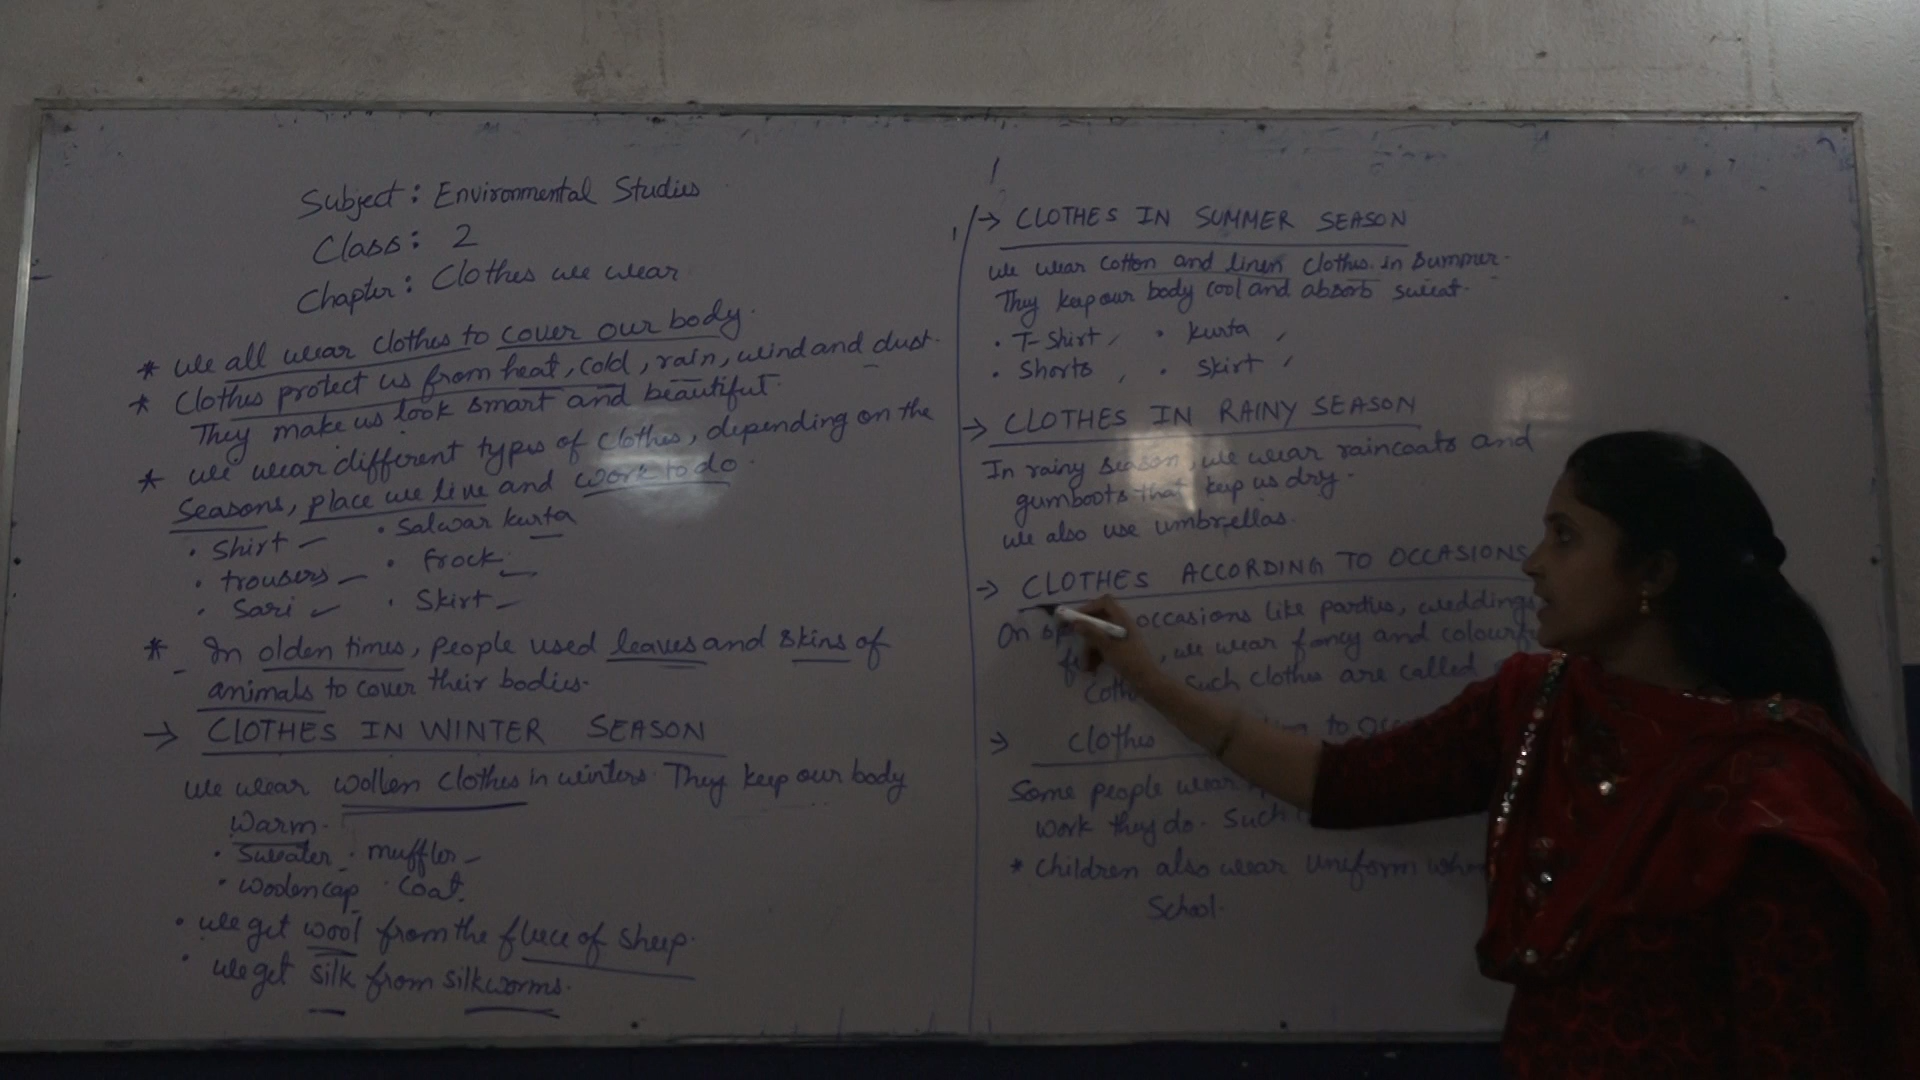 Subject: Environmental Studies
Class: 2
Chapter: Clothes we wear
* We all wear clothes to cover our body.
* Clothes protect us from heat, cold, rain, wind and dust.
They make us look smart and beautiful.
* We wear different types of clothes, depending on the
seasons, place we live and work to do.
• Shirt • Salwar kurta
• trousers • Frock
• Sari • Skirt
* In olden times, people used leaves and skins of
animals to cover their bodies.
→ CLOTHES IN WINTER SEASON
We wear wollen clothes in winters. They keep our body
warm.
• Sweater • muffler
• woolen cap • Coat
• We get wool from the fleece of sheep.
• We get silk from silkworms.
→ CLOTHES IN SUMMER SEASON
We wear cotton and linen clothes in summer.
They keep our body cool and absorb sweat.
• T-Shirt, • kurta,
• Shorts, • Skirt,
→ CLOTHES IN RAINY SEASON
In rainy season, we wear raincoats and
gumboots that keep us dry.
We also use umbrellas.
→ CLOTHES ACCORDING TO OCCASIONS
On occasions like parties, weddings,
, we wear fancy and
Such clothes are called
→ Clothes to
Some people wear
work they do. Such
* Children also wear uniform
School.